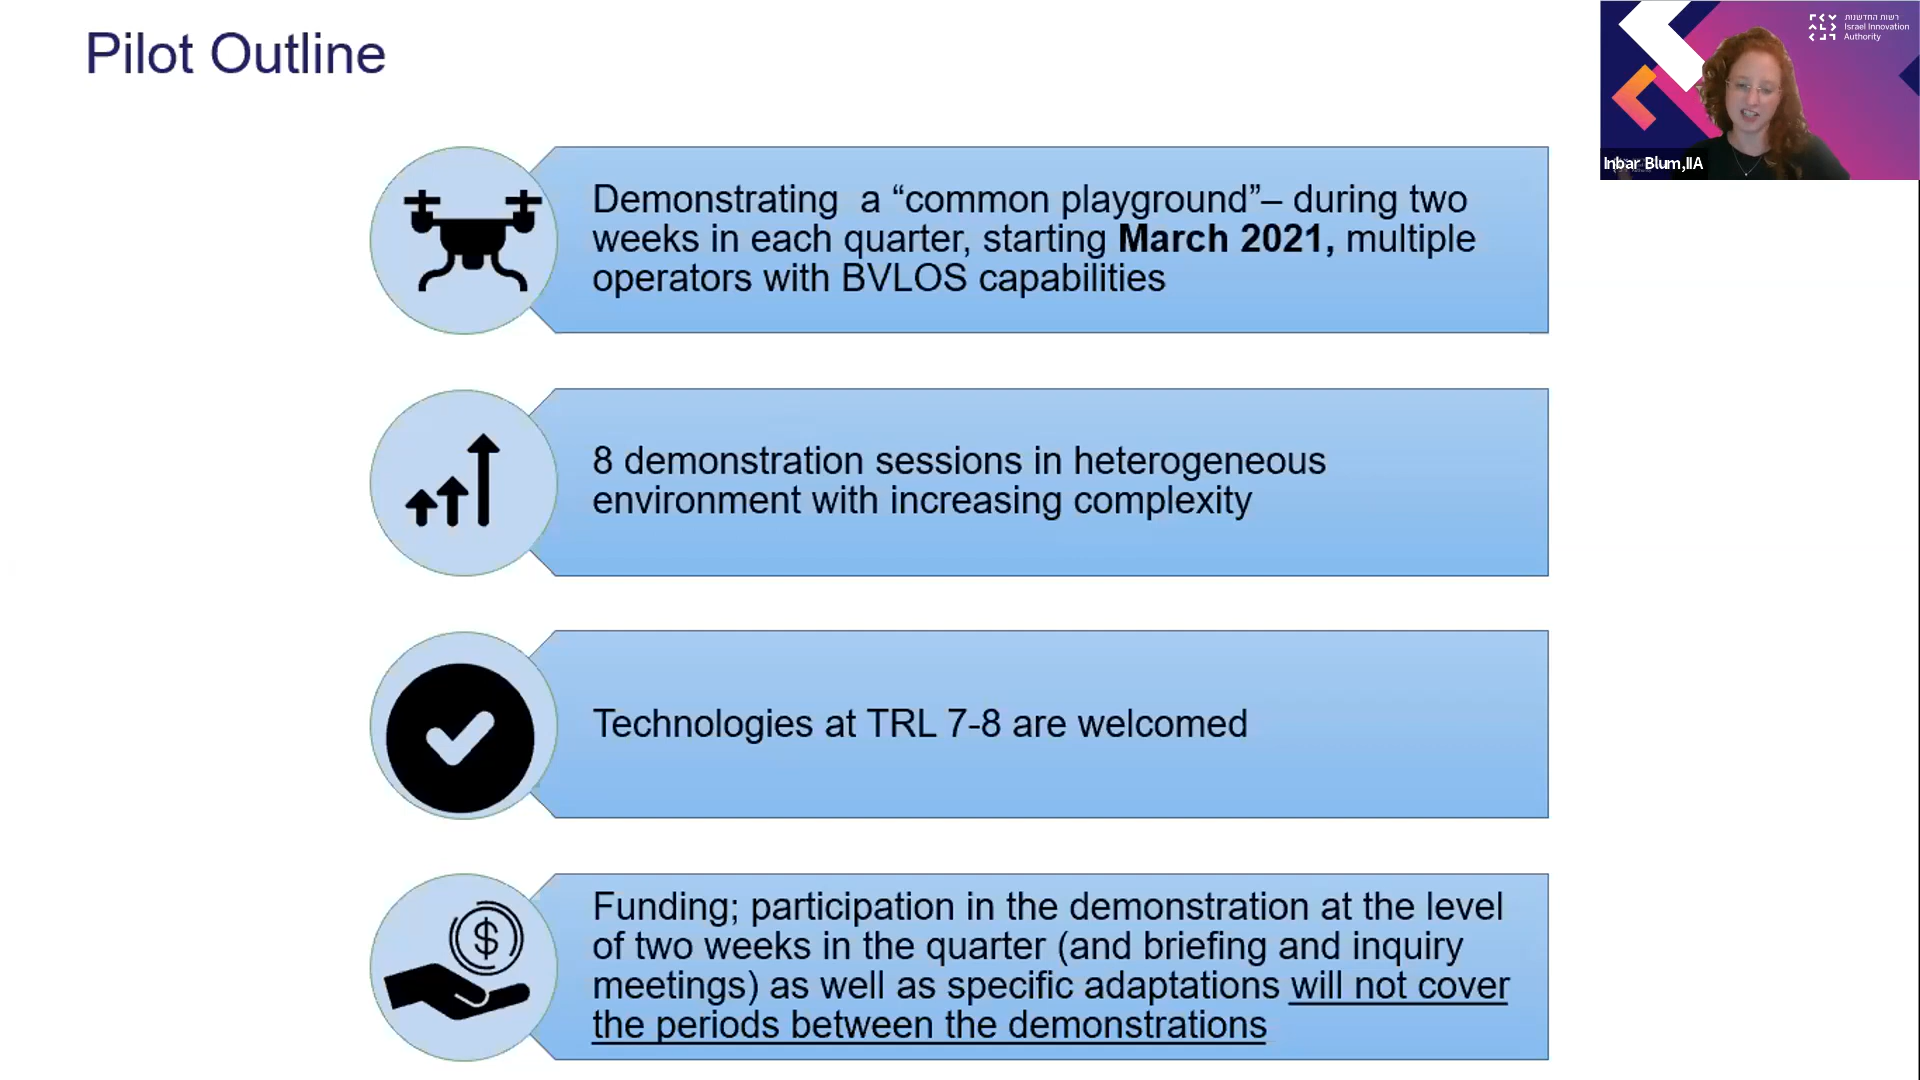 Pilot Outline
רשות החדשנות
Israel Innovation
Authority
Inbar Blum,IIA
Demonstrating a “common playground”– during two
weeks in each quarter, starting March 2021, multiple
operators with BVLOS capabilities
8 demonstration sessions in heterogeneous
environment with increasing complexity
Technologies at TRL 7-8 are welcomed
$
Funding; participation in the demonstration at the level
of two weeks in the quarter (and briefing and inquiry
meetings) as well as specific adaptations will not cover
the periods between the demonstrations